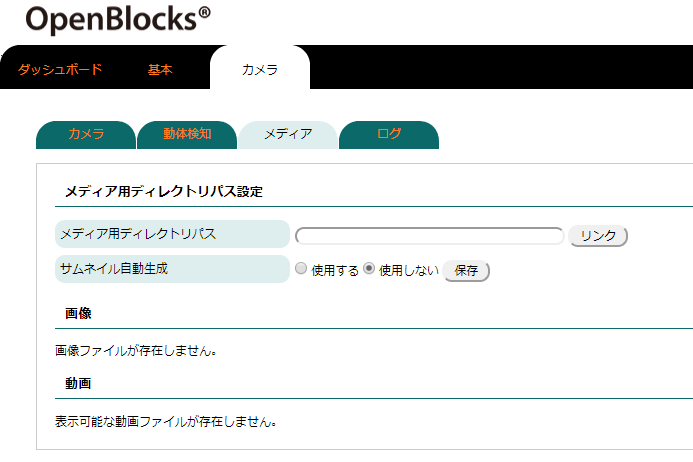 OpenBlocks®
ダッシュボード 基本 カメラ
カメラ 動体検知 メディア ログ
メディア用ディレクトリパス設定
メディア用ディレクトリパス リンク
サムネイル自動生成 使用する 使用しない 保存
画像
画像ファイルが存在しません。
動画
表示可能な動画ファイルが存在しません。